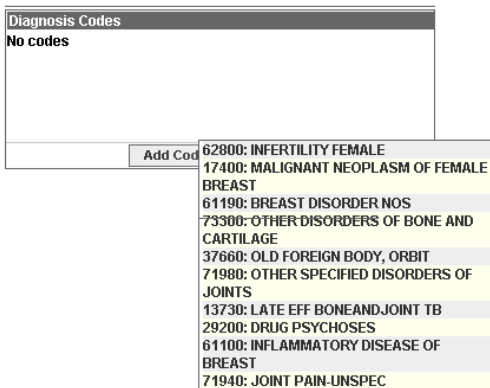 Diagnosis Codes
No codes
Add Cod
62800: INFERTILITY FEMALE
17400: MALIGNANT NEOPLASM OF FEMALE
BREAST
61190: BREAST DISORDER NOS
73300: OTHER DISORDERS OF BONE AND
CARTILAGE
37660: OLD FOREIGN BODY, ORBIT
71980: OTHER SPECIFIED DISORDERS OF
JOINTS
13730: LATE EFF BONEANDJOINT TB
29200: DRUG PSYCHOSES
61100: INFLAMMATORY DISEASE OF
BREAST
71940: JOINT PAIN-UNSPEC